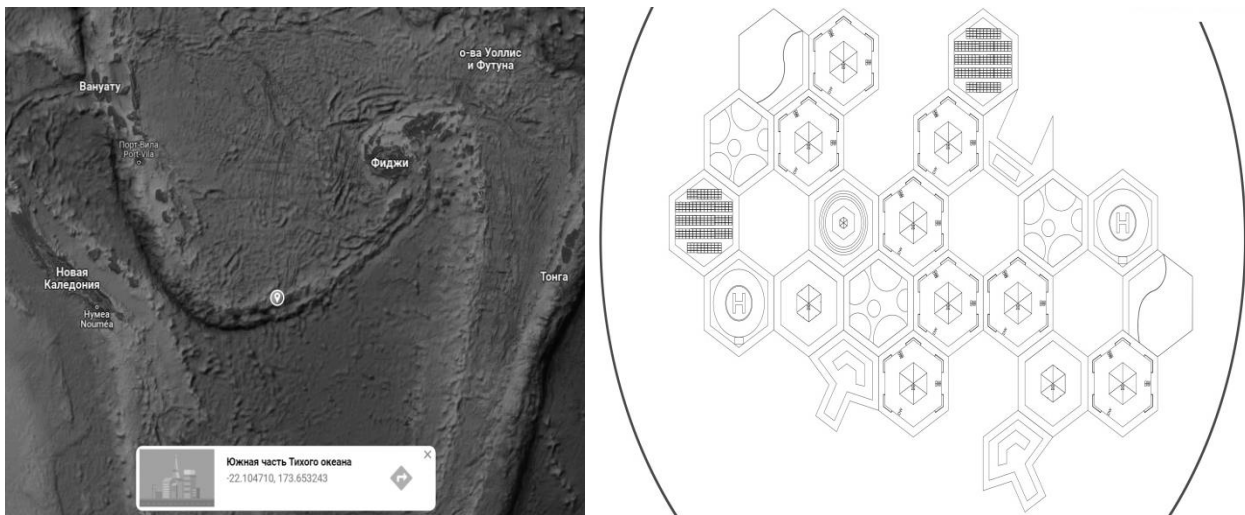 о-ва Уоллис
и Футуна
Вануату
Порт-Вила
Port-Vila
Фиджи
Новая
Каледония
Тонга
Нумеа
Nouméa
Южная часть Тихого океана
-22.104710, 173.653243
H
H